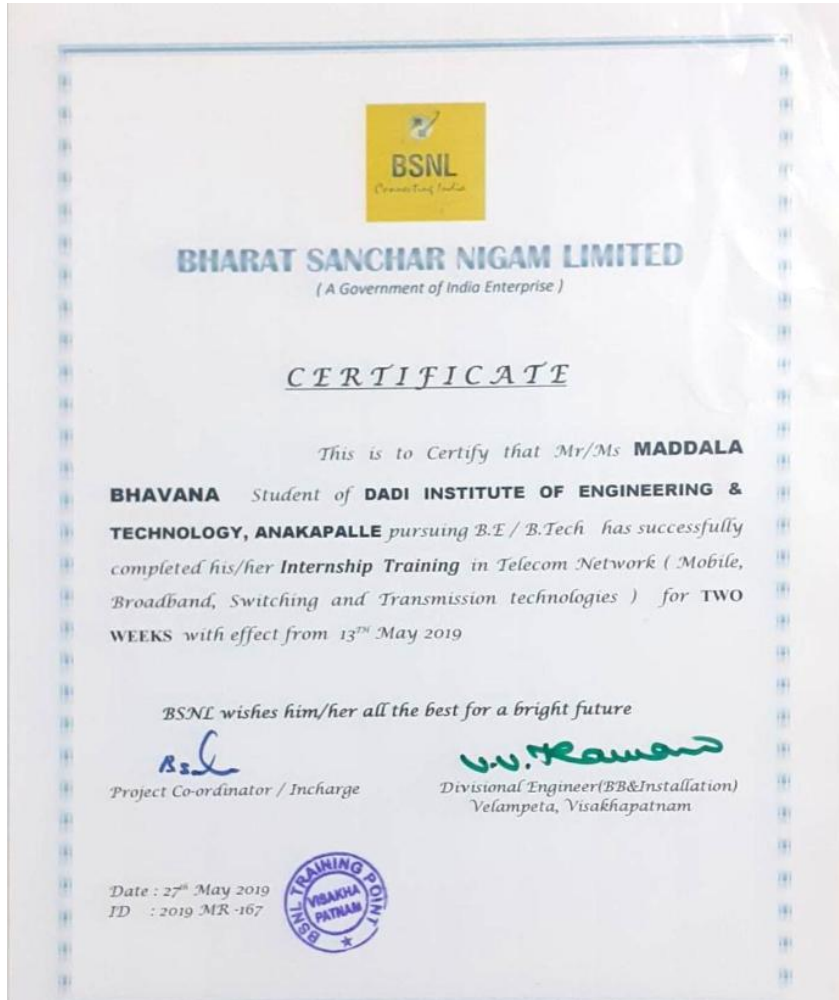 BSNL
Connecting India
BHARAT SANCHAR NIGAM LIMITED
( A Government of India Enterprise )
CERTIFICATE
This is to Certify that Mr/Ms MADDALA
BHAVANA Student of DADI INSTITUTE OF ENGINEERING &
TECHNOLOGY, ANAKAPALLE pursuing B.E / B.Tech has successfully
completed his/her Internship Training in Telecom Network ( Mobile,
Broadband, Switching and Transmission technologies ) for TWO
WEEKS with effect from 13TH May 2019
BSNL wishes him/her all the best for a bright future
Project Co-ordinator / Incharge
Divisional Engineer(BB&Installation)
Velampeta, Visakhapatnam
Date : 27th May 2019
ID : 2019 MR -167
BSNL TRAINING POINT
VISAKHA
PATNAM